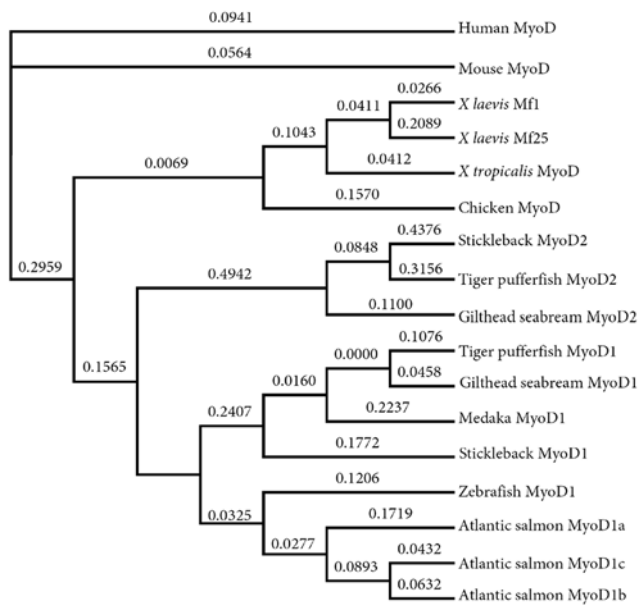 0.0941
Human MyoD
0.0564
Mouse MyoD
0.0266
X laevis Mf1
0.0411
0.2089
X laevis Mf25
0.1043
0.0412
X tropicalis MyoD
0.0069
0.1570
Chicken MyoD
0.4376
Stickleback MyoD2
0.0848
0.3156
Tiger pufferfish MyoD2
0.2959
0.4942
0.1100
Gilthead seabream MyoD2
0.1076
Tiger pufferfish MyoD1
0.0000
0.0458
Gilthead seabream MyoD1
0.1565
0.0160
0.2237
Medaka MyoD1
0.2407
0.1772
Stickleback MyoD1
0.1206
Zebrafish MyoD1
0.0325
0.1719
Atlantic salmon MyoD1a
0.0277
0.0432
Atlantic salmon MyoD1c
0.0893
0.0632
Atlantic salmon MyoD1b